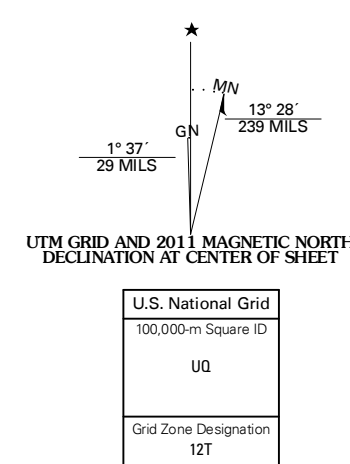 MN
13° 28´
239 MILS
GN
1° 37´
29 MILS
UTM GRID AND 2011 MAGNETIC NORTH
DECLINATION AT CENTER OF SHEET
U.S. National Grid
100,000-m Square ID
UQ
Grid Zone Designation
12T